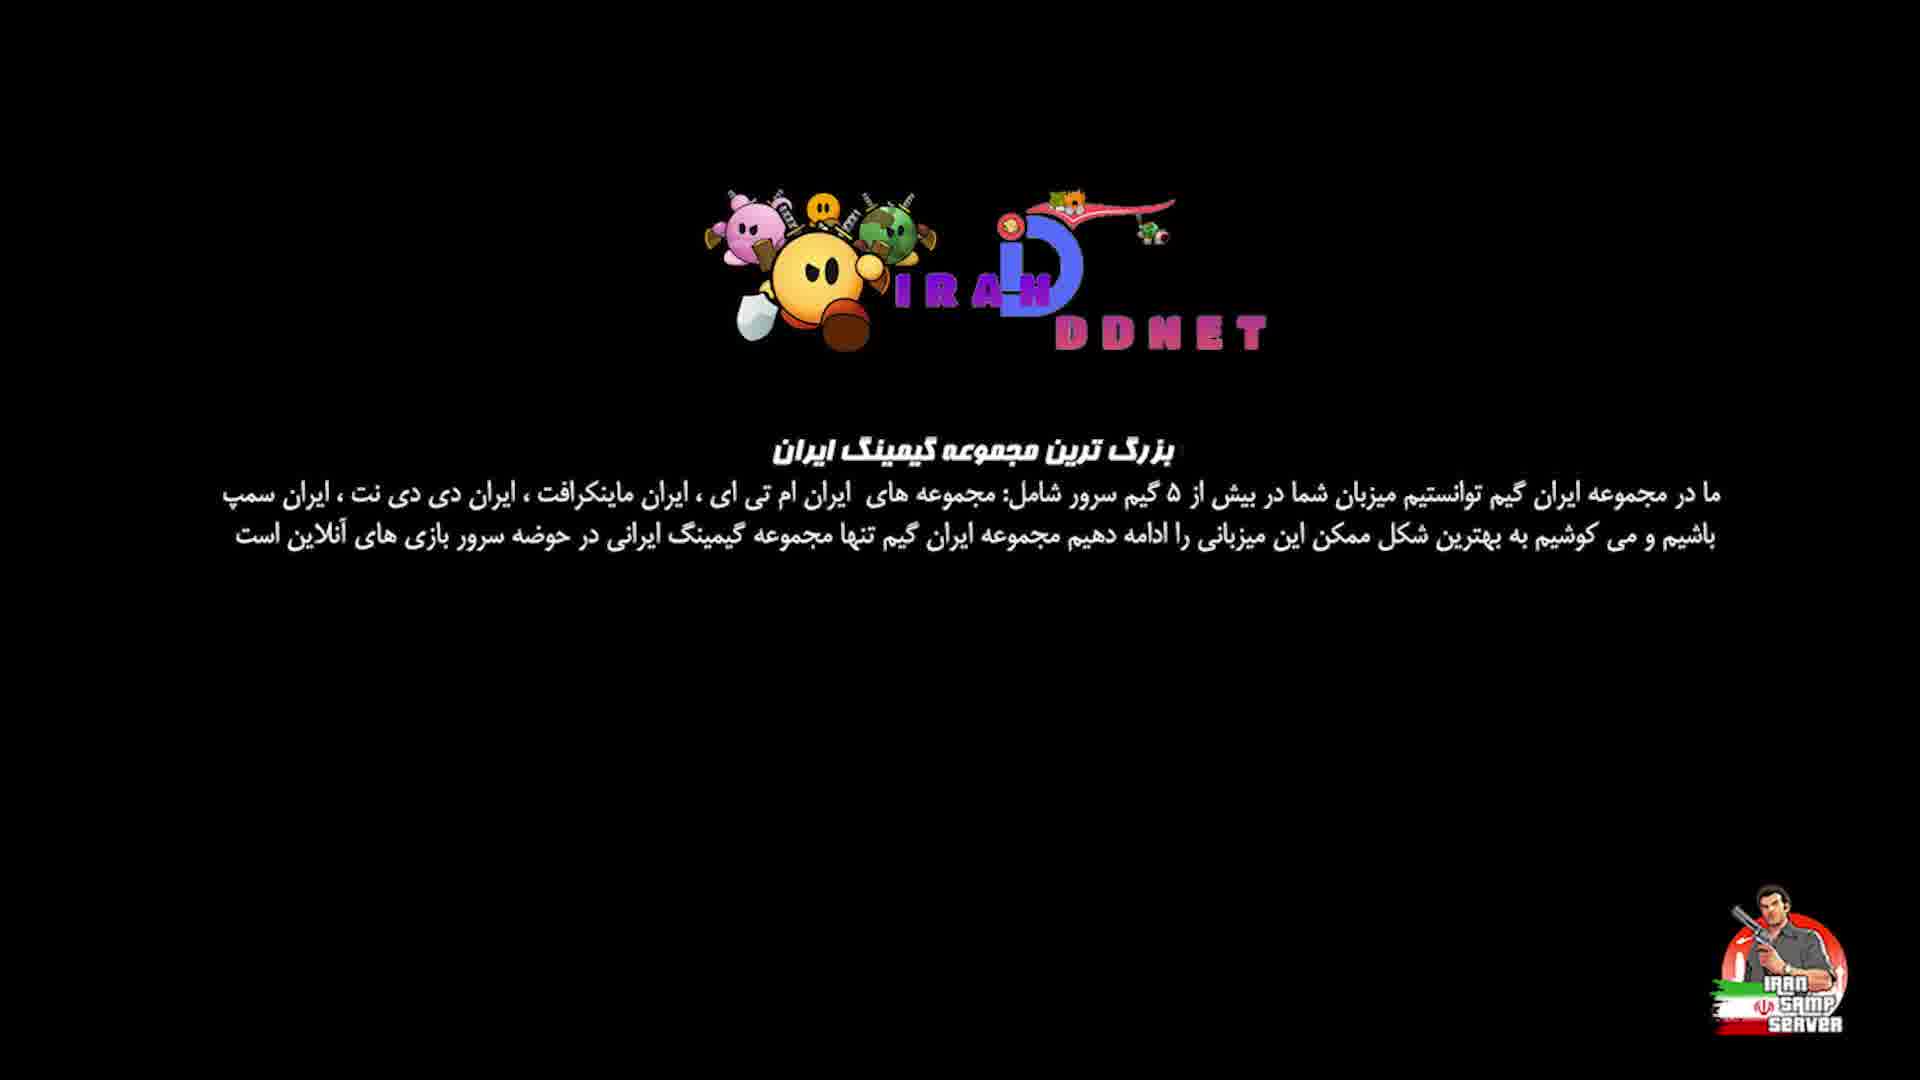 IRAN
DDNET
بزرگ ترین مجموعه گیمینگ ایران
ما در مجموعه ایران گیم توانستیم میزبان شما در بیش از ۵ گیم سرور شامل: مجموعه های ایران ام تی ای ، ایران ماینکرافت ، ایران دی دی نت ، ایران سمپ
باشیم و می کوشیم به بهترین شکل ممکن این میزبانی را ادامه دهیم مجموعه ایران گیم تنها مجموعه گیمینگ ایرانی در حوضه سرور بازی های آنلاین است
IRAN
SAMP
SERVER